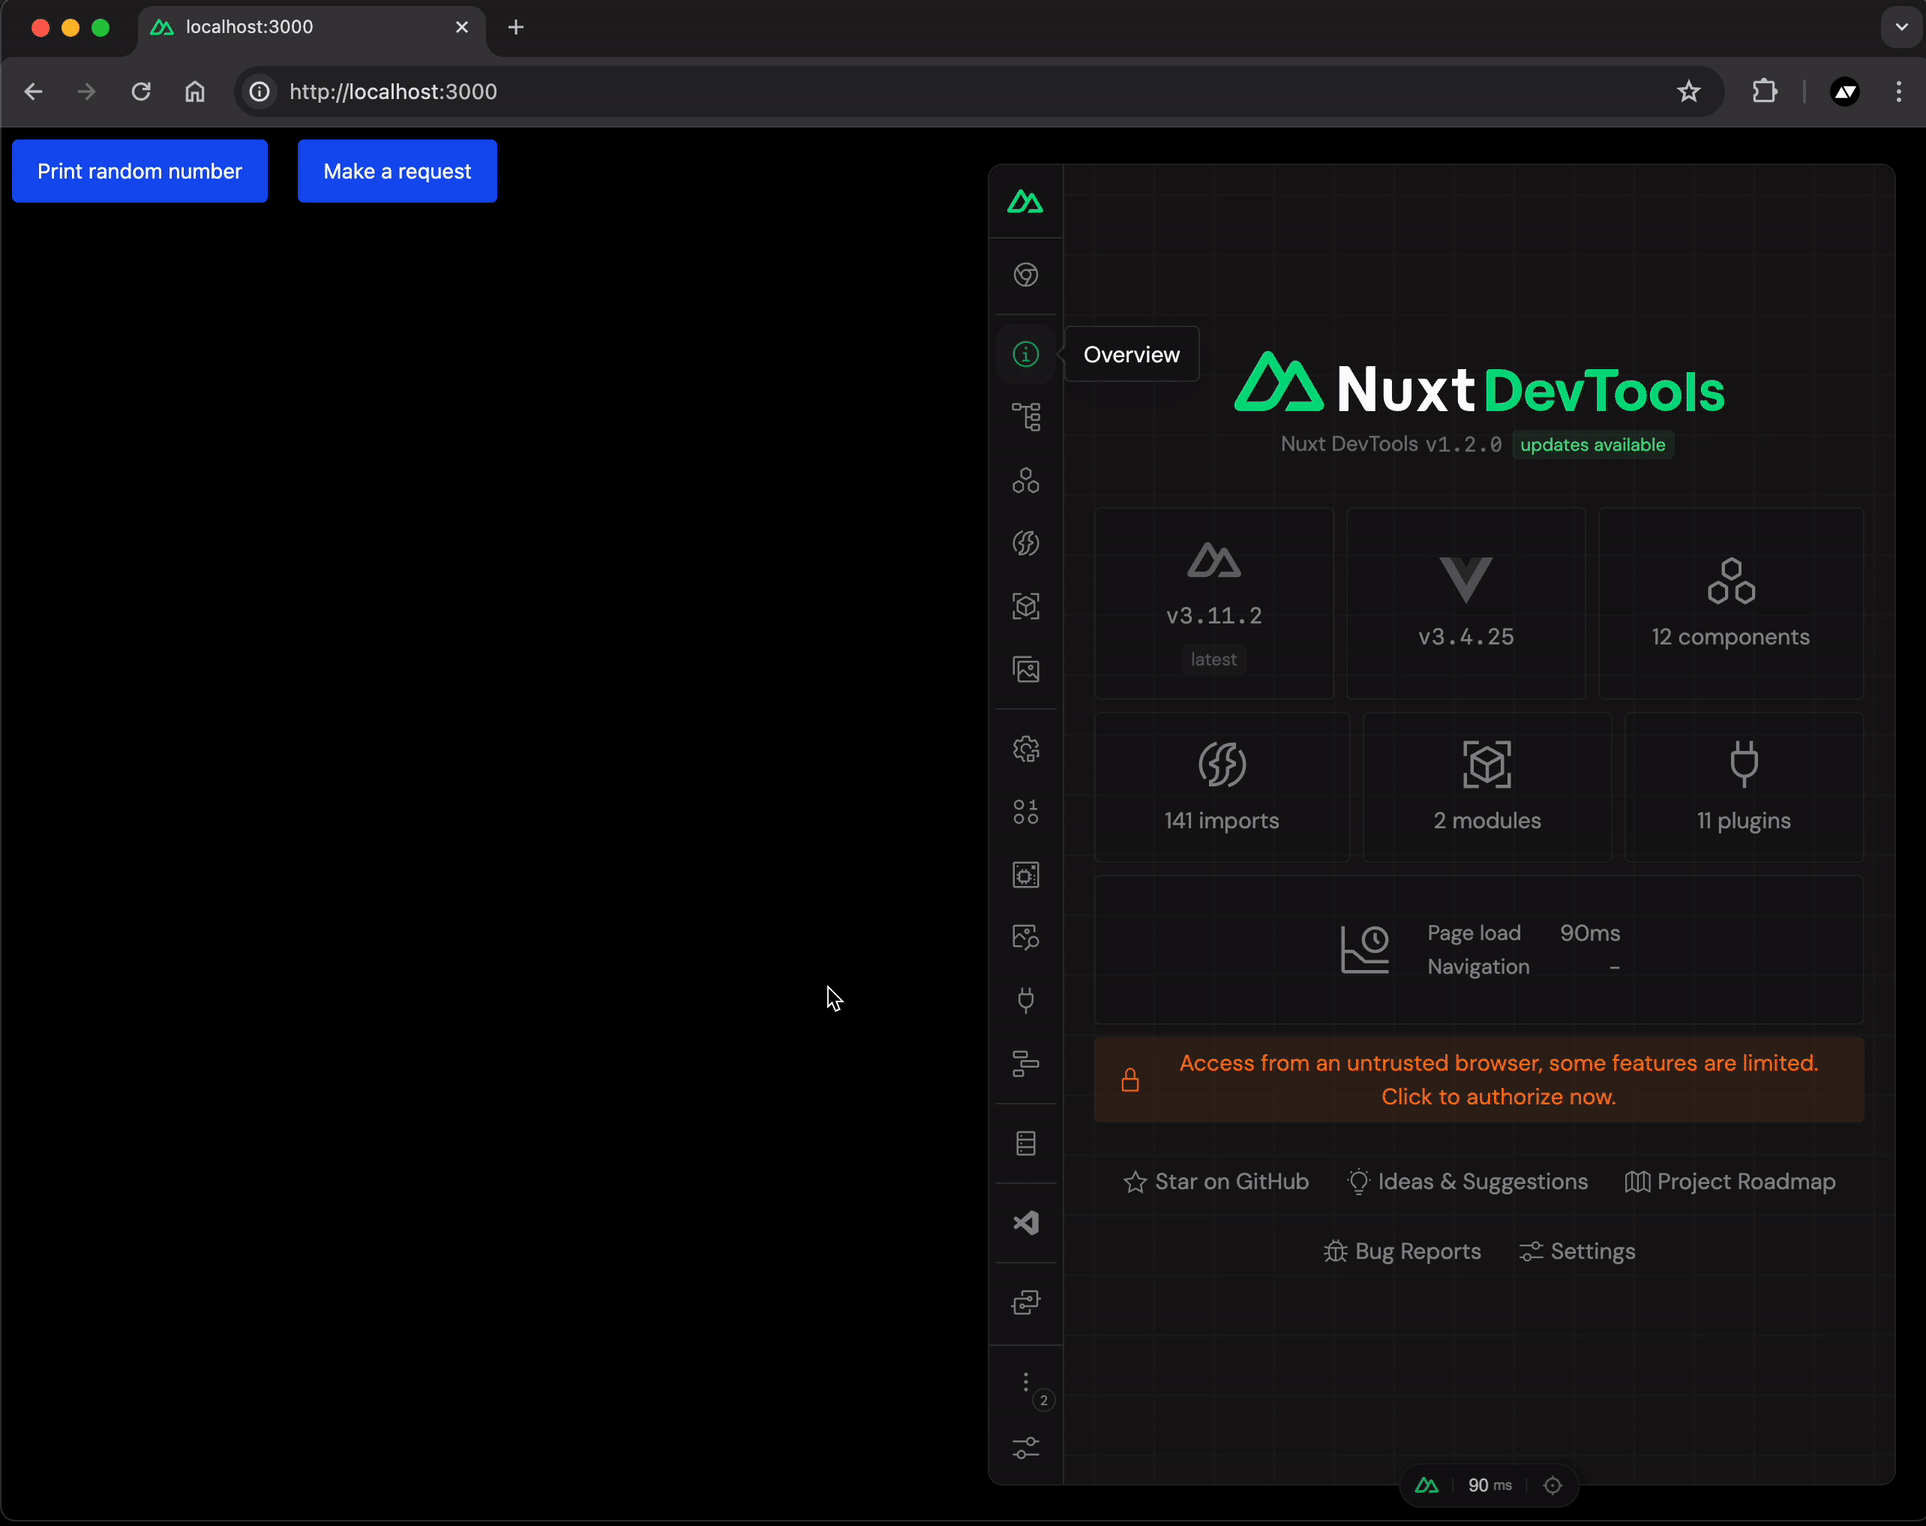 localhost:3000
http://localhost:3000
Print random number
Make a request
Overview
Nuxt DevTools
Nuxt DevTools v1.2.0 updates available
v3.11.2
latest
v3.4.25
12 components
141 imports
2 modules
11 plugins
Page load 90ms
Navigation -
Access from an untrusted browser, some features are limited.
Click to authorize now.
Star on GitHub
Ideas & Suggestions
Project Roadmap
Bug Reports
Settings
2
90 ms